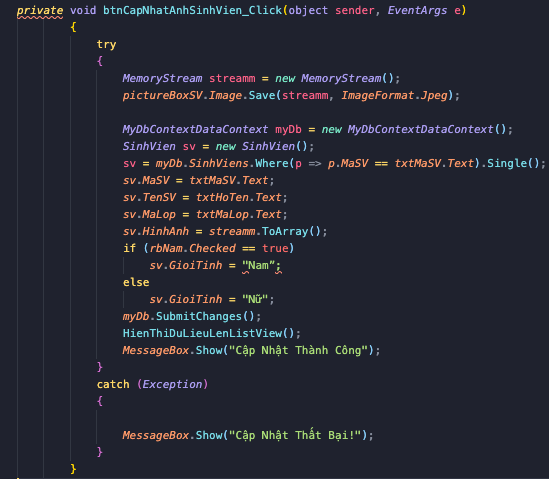 private void btnCapNhatAnhSinhVien_Click(object sender, EventArgs e)
{
try
{
MemoryStream streamm = new MemoryStream();
pictureBoxSV.Image.Save(streamm, ImageFormat.Jpeg);
MyDbContextDataContext myDb = new MyDbContextDataContext();
SinhVien sv = new SinhVien();
sv = myDb.SinhViens.Where(p => p.MaSV == txtMaSV.Text).Single();
sv.MaSV = txtMaSV.Text;
sv.TenSV = txtHoTen.Text;
sv.MaLop = txtMaLop.Text;
sv.HinhAnh = streamm.ToArray();
if (rbNam.Checked == true)
sv.GioiTinh = “Nam”;
else
sv.GioiTinh = "Nữ";
myDb.SubmitChanges();
HienThiDuLieuLenListView();
MessageBox.Show("Cập Nhật Thành Công");
}
catch (Exception)
{
MessageBox.Show("Cập Nhật Thất Bại!");
}
}